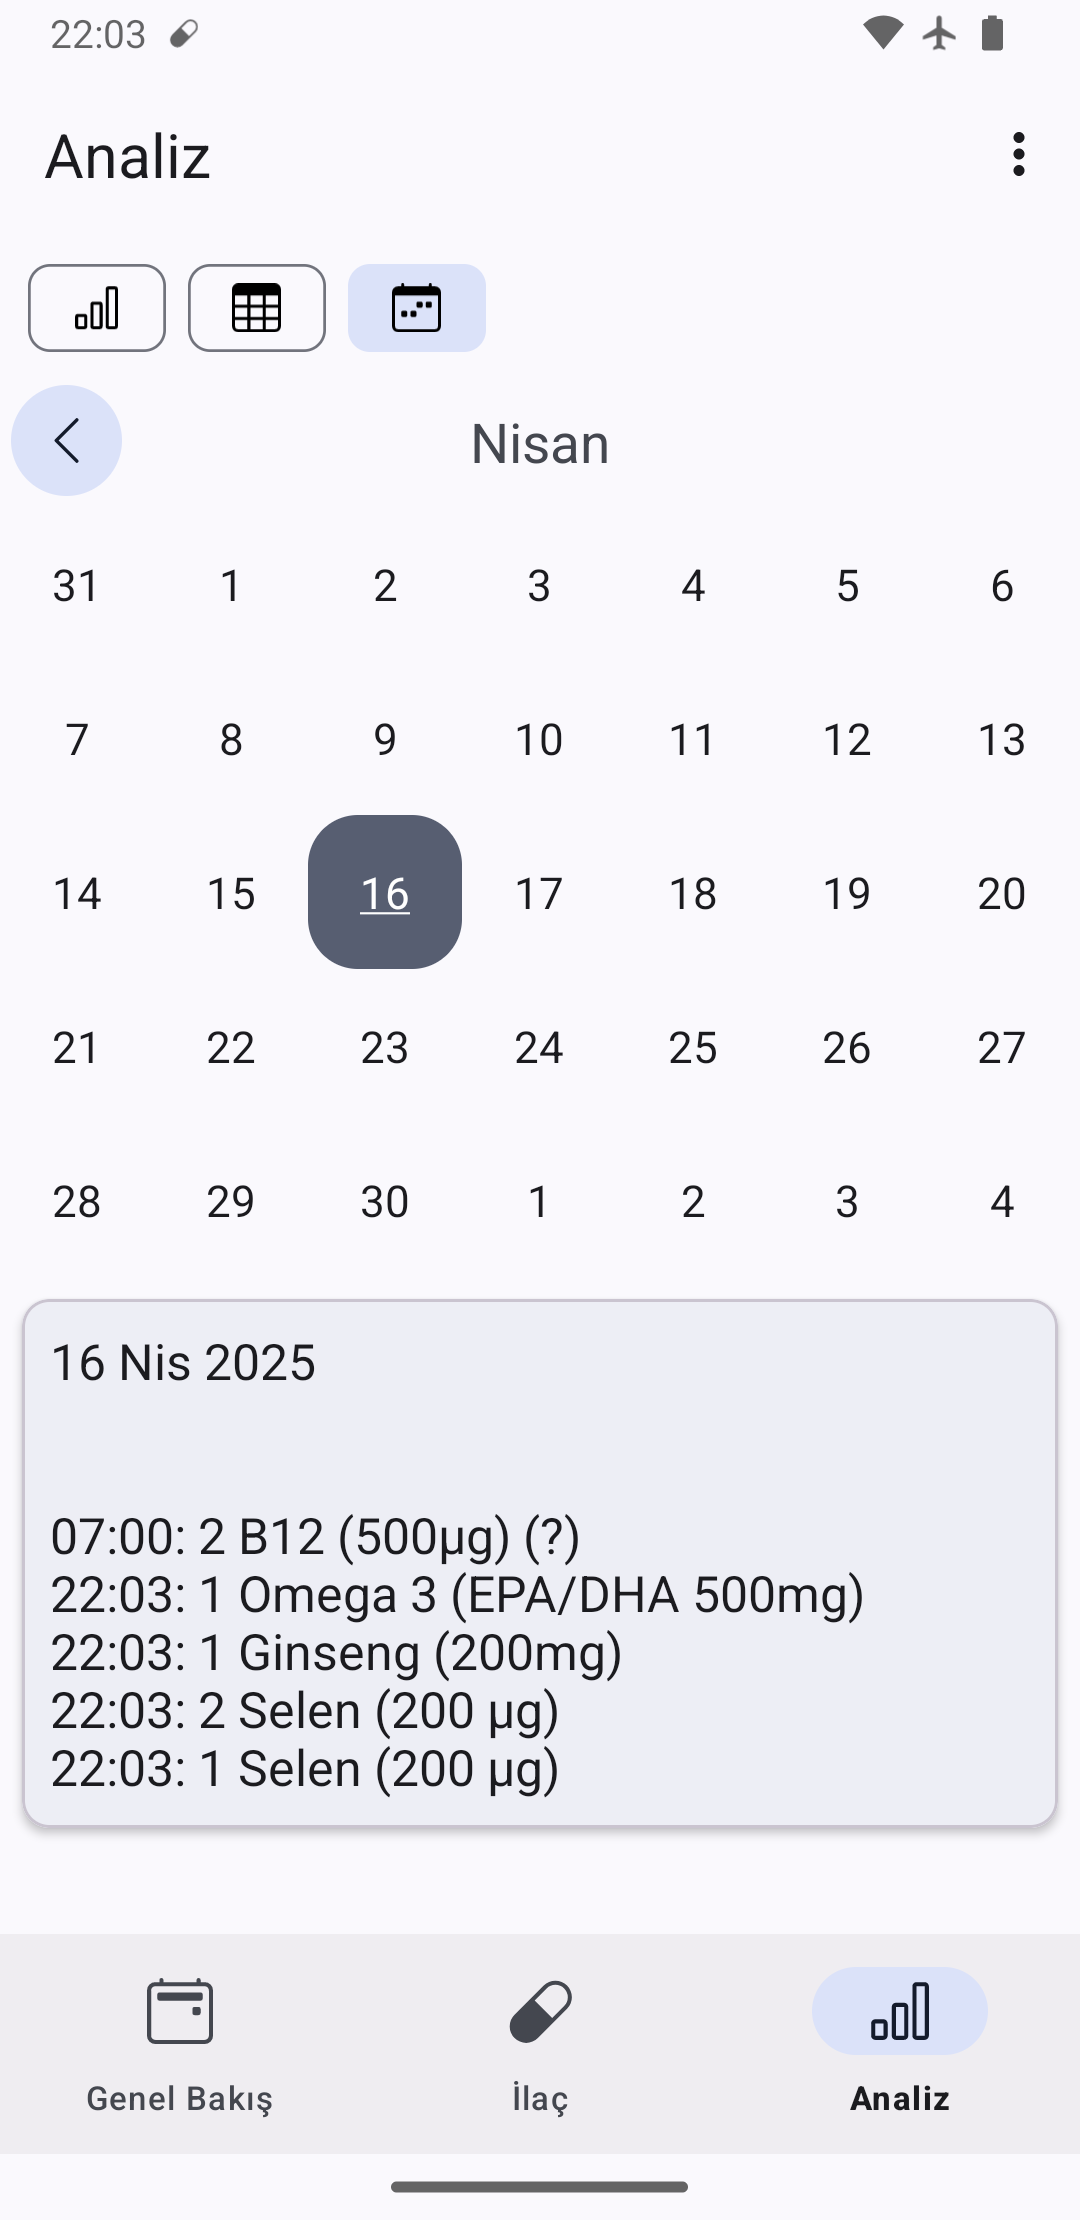 22:03
Analiz
Nisan
31 1 2 3 4 5 6
7 8 9 10 11 12 13
14 15 16 17 18 19 20
21 22 23 24 25 26 27
28 29 30 1 2 3 4
16 Nis 2025
07:00: 2 B12 (500µg) (?)
22:03: 1 Omega 3 (EPA/DHA 500mg)
22:03: 1 Ginseng (200mg)
22:03: 2 Selen (200 µg)
22:03: 1 Selen (200 µg)
Genel Bakış İlaç Analiz